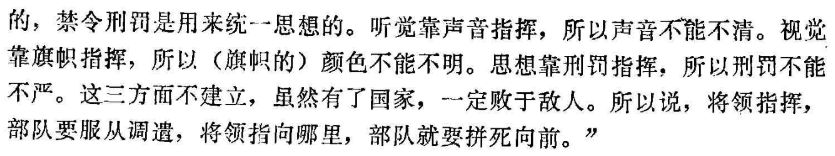 的，禁令刑罚是用来统一思想的。听觉靠声音指挥，所以声音不能不清。视觉
靠旗帜指挥，所以（旗帜的）颜色不能不明。思想靠刑罚指挥，所以刑罚不能
不严。这三方面不建立，虽然有了国家，一定败于敌人。所以说，将领指挥，
部队要服从调遣，将领指向哪里，部队就要拼死向前。”